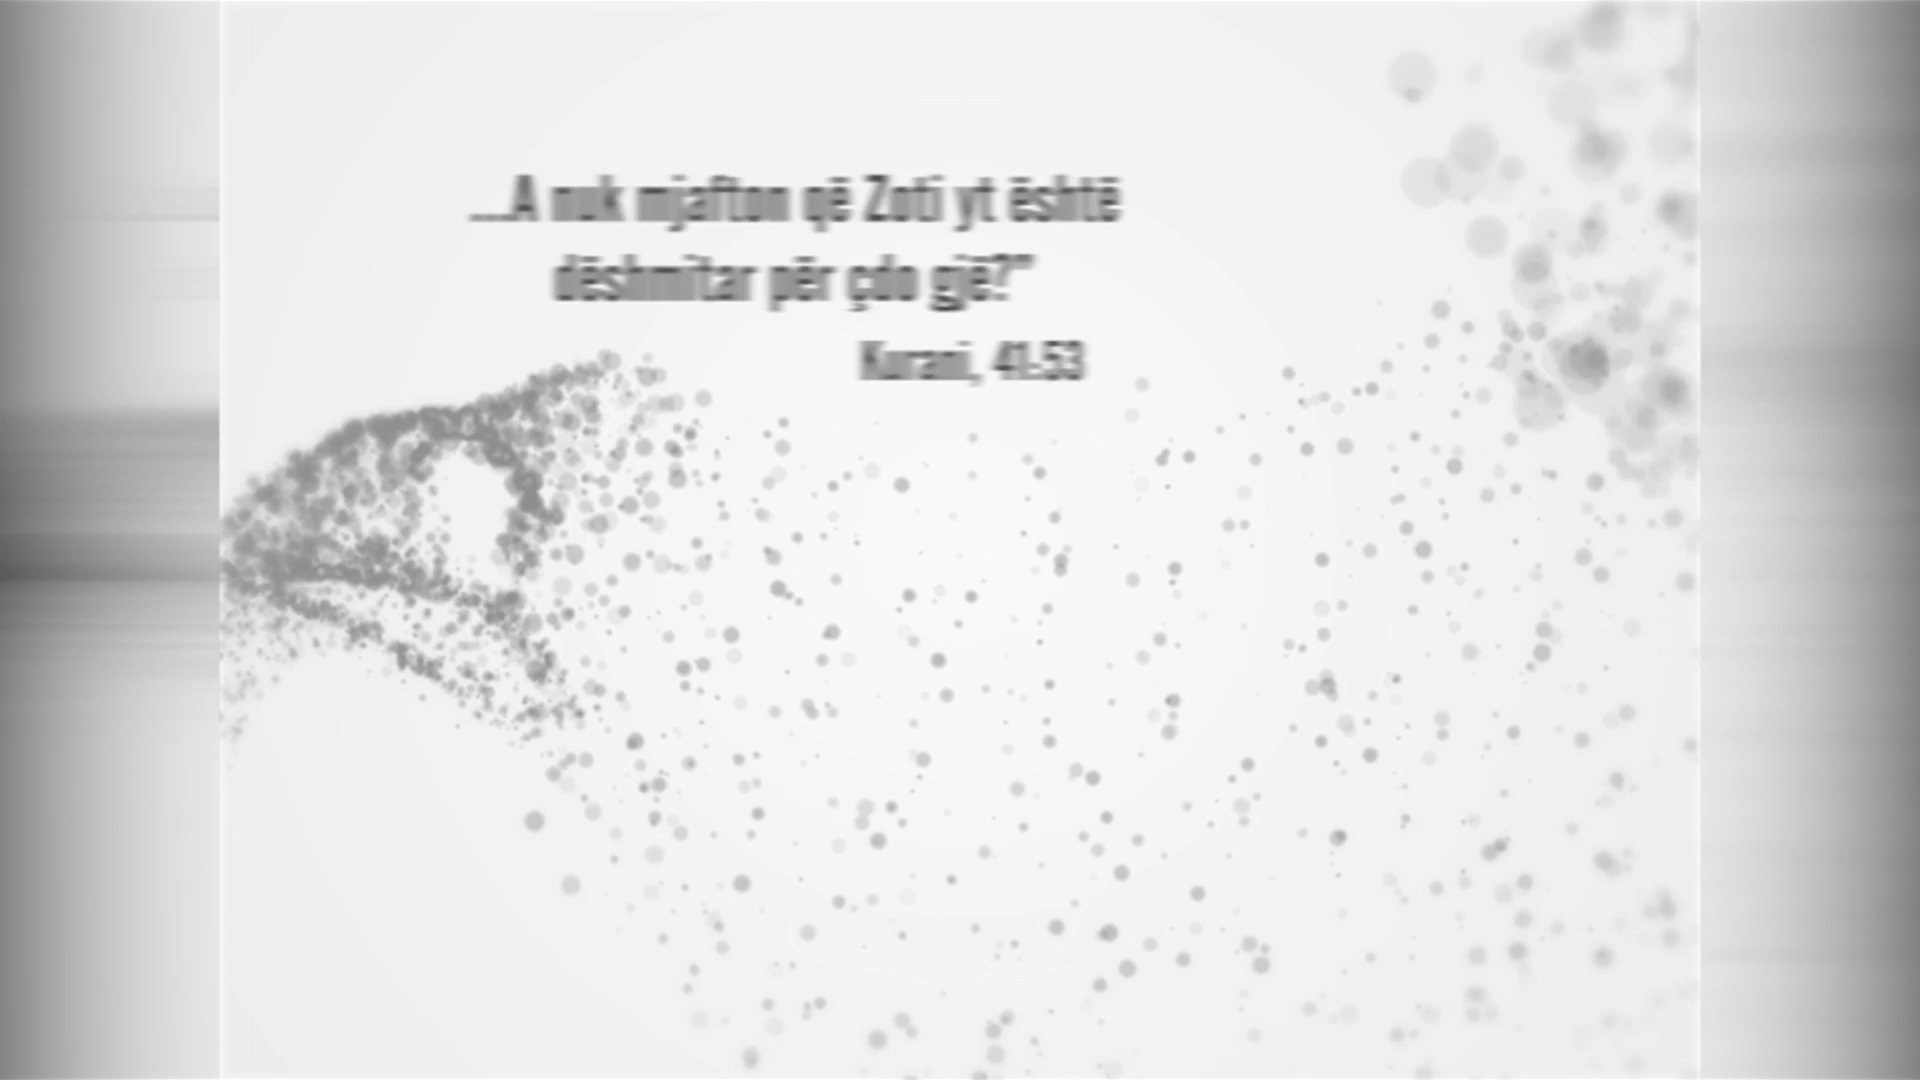 ...A nuk mjafton që Zoti yt është
dëshmitar për çdo gjë?"
Kurani, 41:53